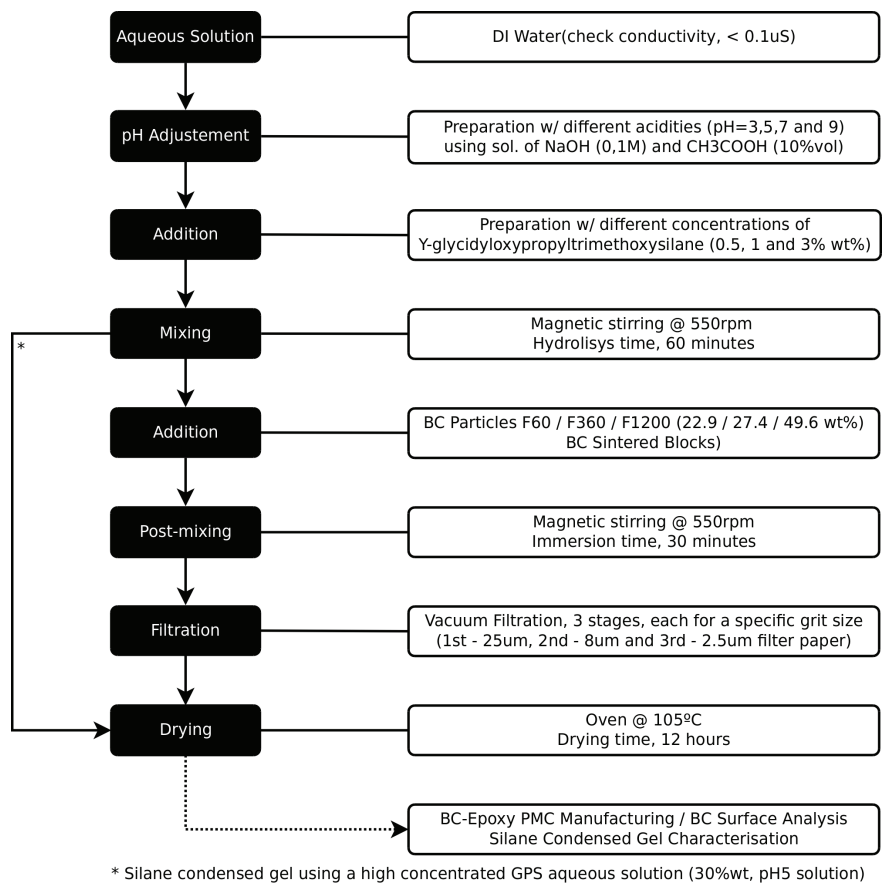 Aqueous Solution
DI Water(check conductivity, < 0.1uS)
pH Adjustement
Preparation w/ different acidities (pH=3,5,7 and 9)
using sol. of NaOH (0,1M) and CH3COOH (10%vol)
Addition
Preparation w/ different concentrations of
Y-glycidyloxypropyltrimethoxysilane (0.5, 1 and 3% wt%)
Mixing
Magnetic stirring @ 550rpm
Hydrolisys time, 60 minutes
*
Addition
BC Particles F60 / F360 / F1200 (22.9 / 27.4 / 49.6 wt%)
BC Sintered Blocks)
Post-mixing
Magnetic stirring @ 550rpm
Immersion time, 30 minutes
Filtration
Vacuum Filtration, 3 stages, each for a specific grit size
(1st - 25um, 2nd - 8um and 3rd - 2.5um filter paper)
Drying
Oven @ 105ºC
Drying time, 12 hours
BC-Epoxy PMC Manufacturing / BC Surface Analysis
Silane Condensed Gel Characterisation
* Silane condensed gel using a high concentrated GPS aqueous solution (30%wt, pH5 solution)